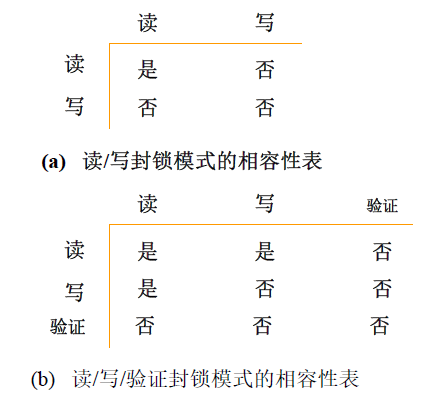 读 写
读 是 否
写 否 否
(a) 读/写封锁模式的相容性表
读 写 验证
读 是 是 否
写 是 否 否
验证 否 否 否
(b) 读/写/验证封锁模式的相容性表